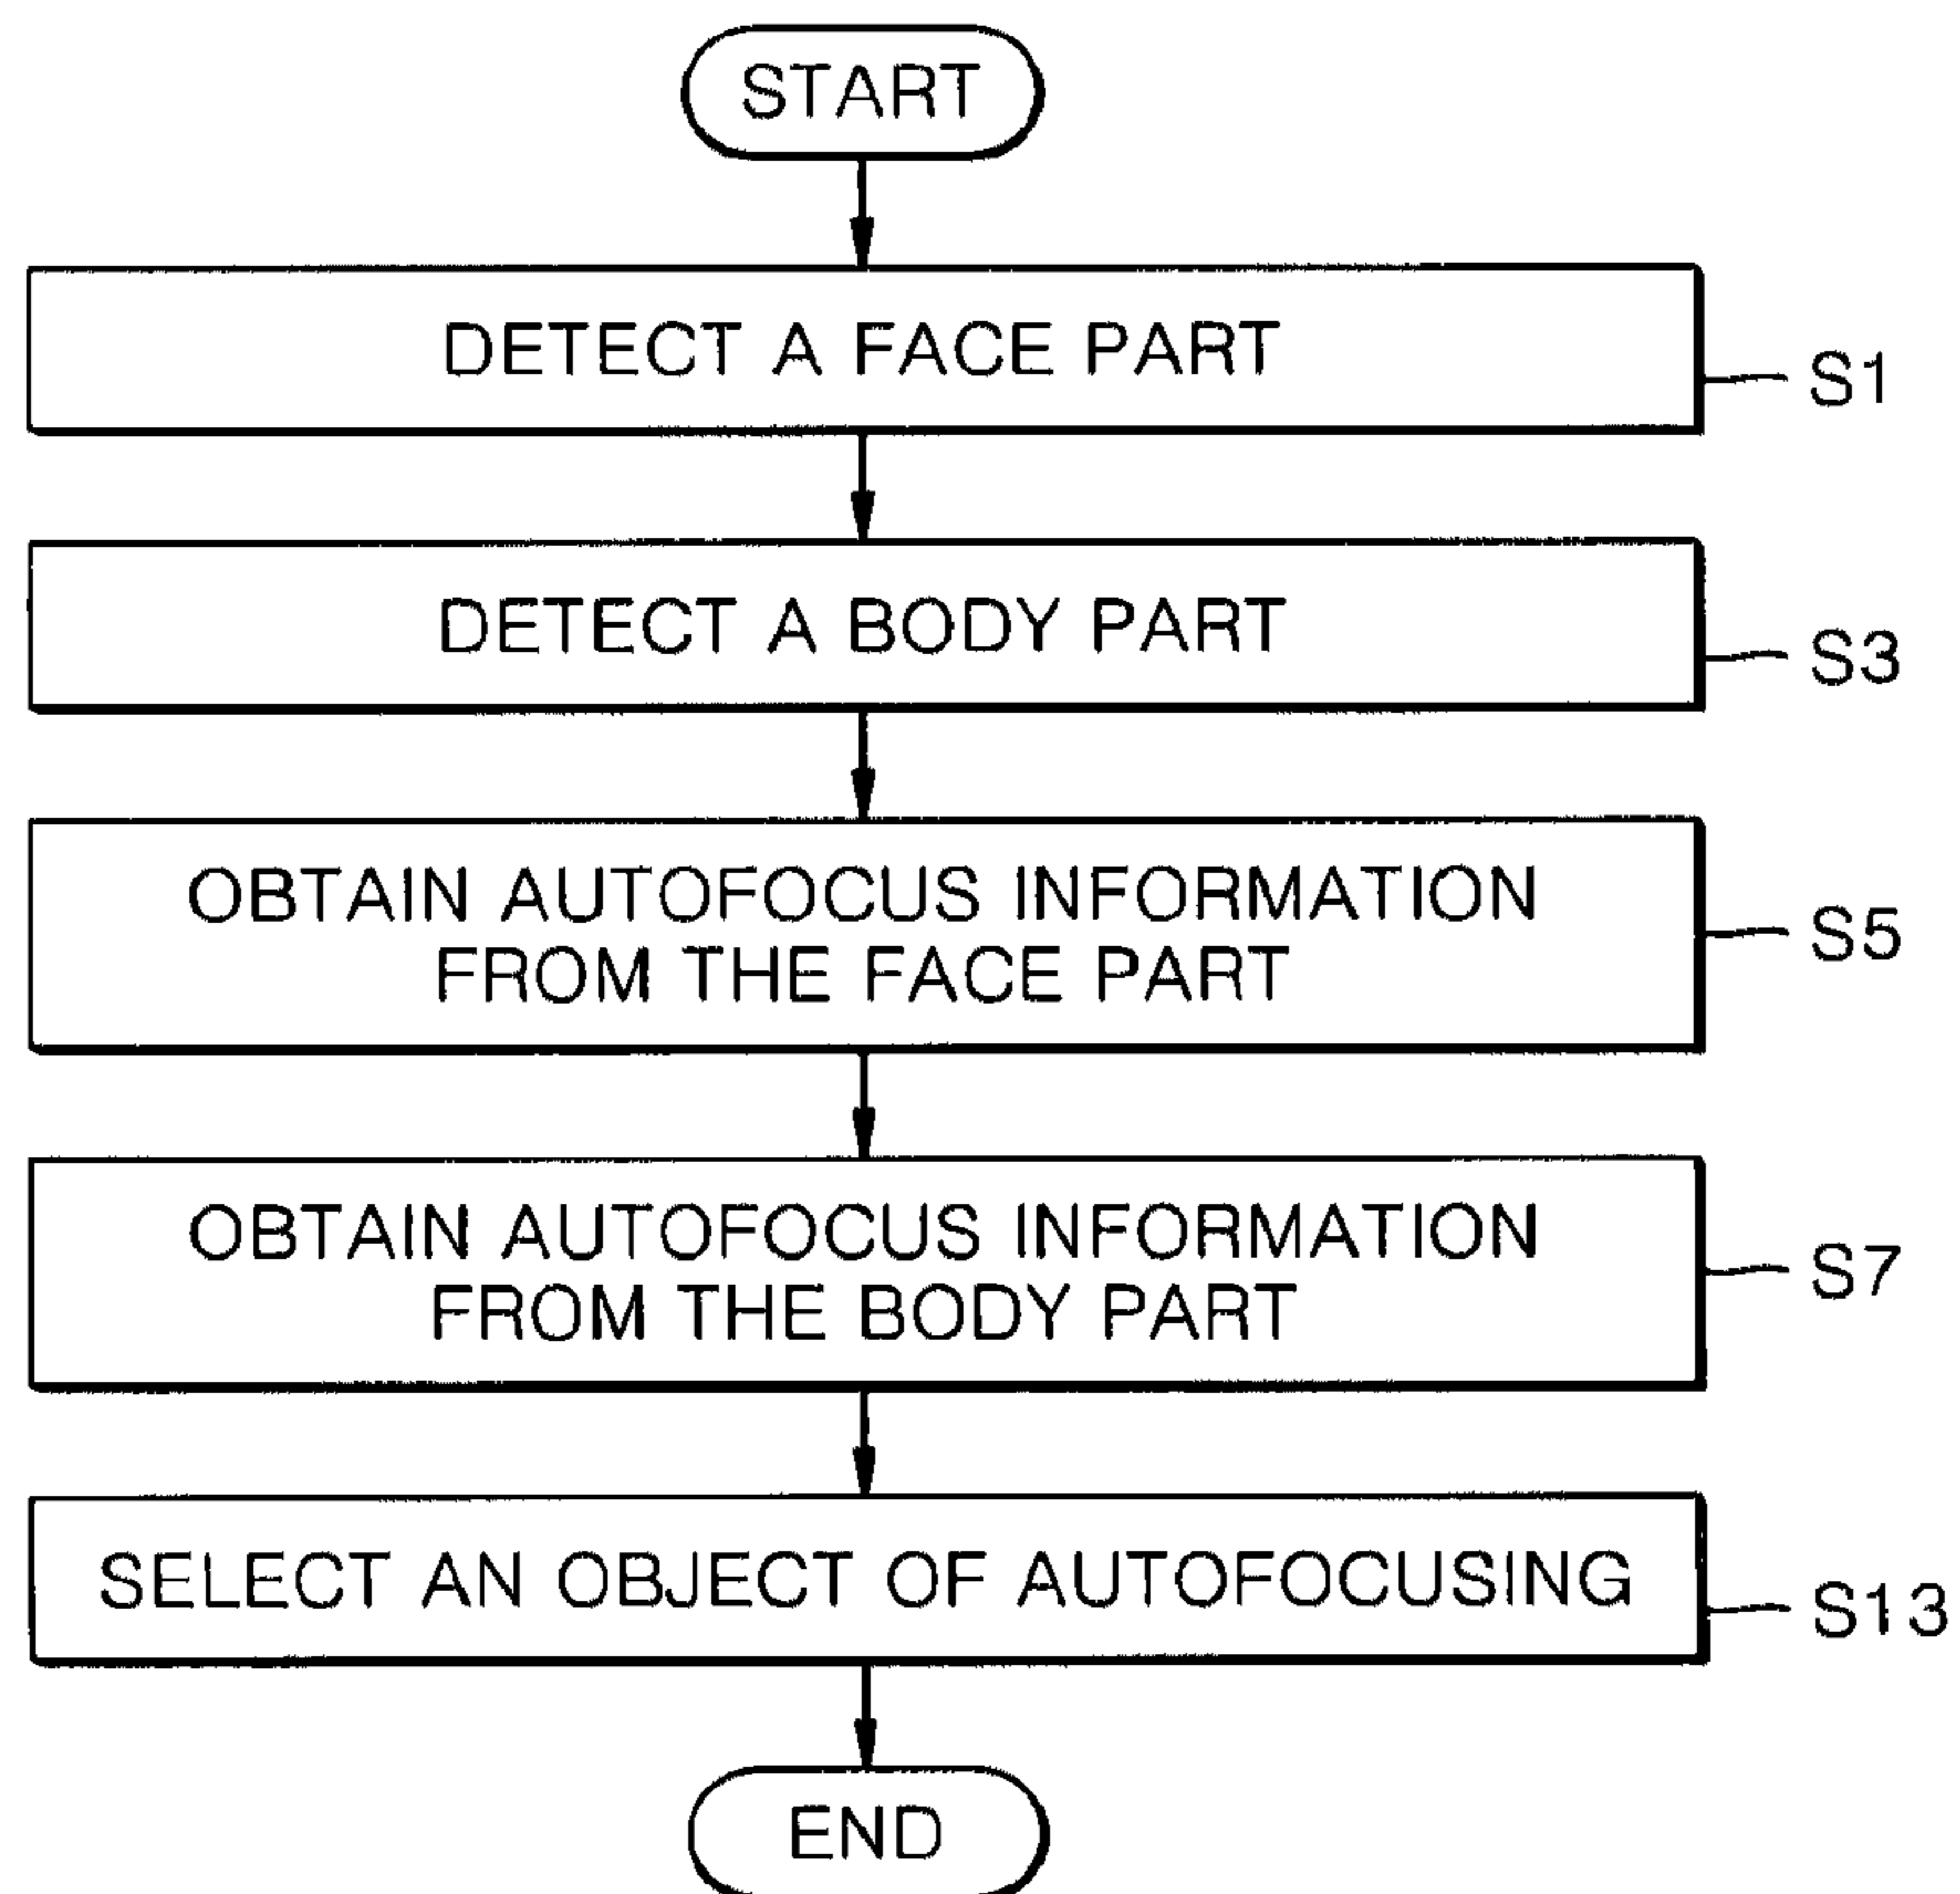 START
DETECT A FACE PART
S1
DETECT A BODY PART
S3
OBTAIN AUTOFOCUS INFORMATION
FROM THE FACE PART
S5
OBTAIN AUTOFOCUS INFORMATION
FROM THE BODY PART
S7
SELECT AN OBJECT OF AUTOFOCUSING
S13
END